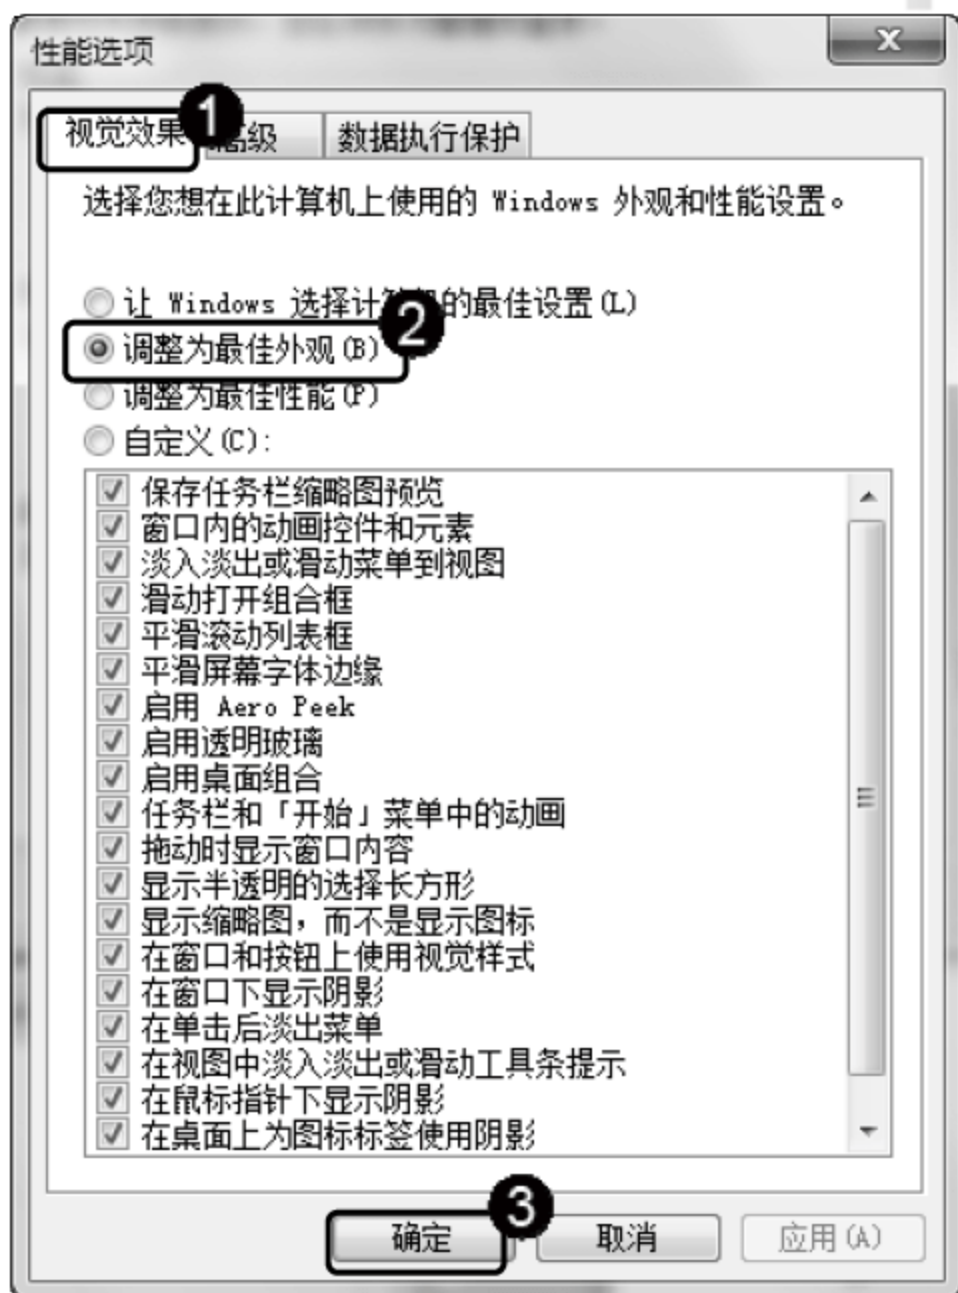 性能选项
1
视觉效果 高级 数据执行保护
选择您想在此计算机上使用的 Windows 外观和性能设置。
让 Windows 选择计算机的最佳设置(L)
2
调整为最佳外观(B)
调整为最佳性能(P)
自定义(C):
保存任务栏缩略图预览
窗口内的动画控件和元素
淡入淡出或滑动菜单到视图
滑动打开组合框
平滑滚动列表框
平滑屏幕字体边缘
启用 Aero Peek
启用透明玻璃
启用桌面组合
任务栏和「开始」菜单中的动画
拖动时显示窗口内容
显示半透明的选择长方形
显示缩略图，而不是显示图标
在窗口和按钮上使用视觉样式
在窗口下显示阴影
在单击后淡出菜单
在视图中淡入淡出或滑动工具条提示
在鼠标指针下显示阴影
在桌面上为图标标签使用阴影
3
确定 取消 应用(A)